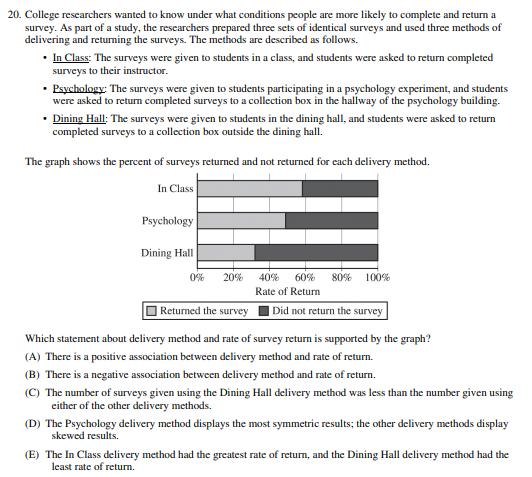 20. College researchers wanted to know under what conditions people are more likely to complete and return a
survey. As part of a study, the researchers prepared three sets of identical surveys and used three methods of
delivering and returning the surveys. The methods are described as follows.
• In Class: The surveys were given to students in a class, and students were asked to return completed
surveys to their instructor.
• Psychology: The surveys were given to students participating in a psychology experiment, and students
were asked to return completed surveys to a collection box in the hallway of the psychology building.
• Dining Hall: The surveys were given to students in the dining hall, and students were asked to return
completed surveys to a collection box outside the dining hall.
The graph shows the percent of surveys returned and not returned for each delivery method.
In Class
Psychology
Dining Hall
0% 20% 40% 60% 80% 100%
Rate of Return
Returned the survey Did not return the survey
Which statement about delivery method and rate of survey return is supported by the graph?
(A) There is a positive association between delivery method and rate of return.
(B) There is a negative association between delivery method and rate of return.
(C) The number of surveys given using the Dining Hall delivery method was less than the number given using
either of the other delivery methods.
(D) The Psychology delivery method displays the most symmetric results; the other delivery methods display
skewed results.
(E) The In Class delivery method had the greatest rate of return, and the Dining Hall delivery method had the
least rate of return.